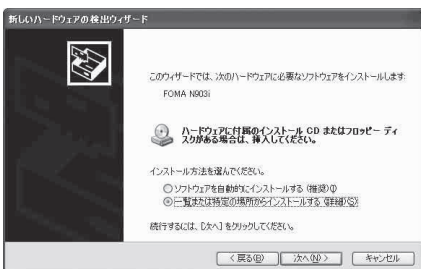 新しいハードウェアの検出ウィザード
このウィザードでは、次のハードウェアに必要なソフトウェアをインストールします:
FOMA N903i
ハードウェアに付属のインストール CD またはフロッピー ディ
スクがある場合は、挿入してください。
インストール方法を選んでください。
ソフトウェアを自動的にインストールする (推奨)(I)
一覧または特定の場所からインストールする (詳細)(S)
続行するには、[次へ] をクリックしてください。
< 戻る(B) 次へ(N) > キャンセル